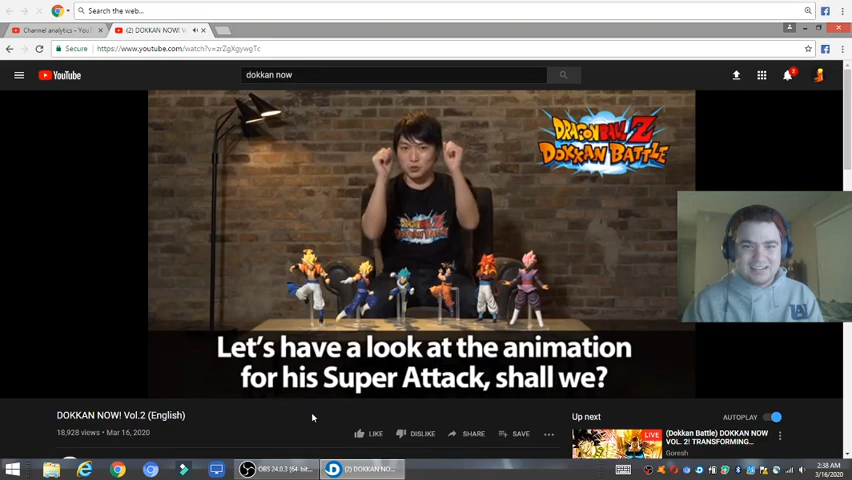 Search the web...
Channel analytics - YouT
(2) DOKKAN NOW! V
Secure
https://www.youtube.com/watch?v=zrZgXgywgTc
YouTube
dokkan now
DRAGON BALL Z
DOKKAN BATTLE
DRAGON BALL Z
DOKKAN BATTLE
Let's have a look at the animation
for his Super Attack, shall we?
DOKKAN NOW! Vol.2 (English)
18,928 views • Mar 16, 2020
LIKE
DISLIKE
SHARE
SAVE
Up next
AUTOPLAY
LIVE
(Dokkan Battle) DOKKAN NOW
VOL. 2! TRANSFORMING...
Goresh
OBS 24.0.3 (64-bit...
(2) DOKKAN NO...
2:38 AM
3/16/2020